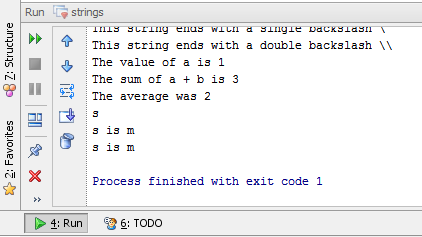 Run strings
This string ends with a single backslash \
This string ends with a double backslash \\
The value of a is 1
The sum of a + b is 3
The average was 2
s
s is m
s is m
Process finished with exit code 1
7: Structure
2: Favorites
4: Run 6: TODO